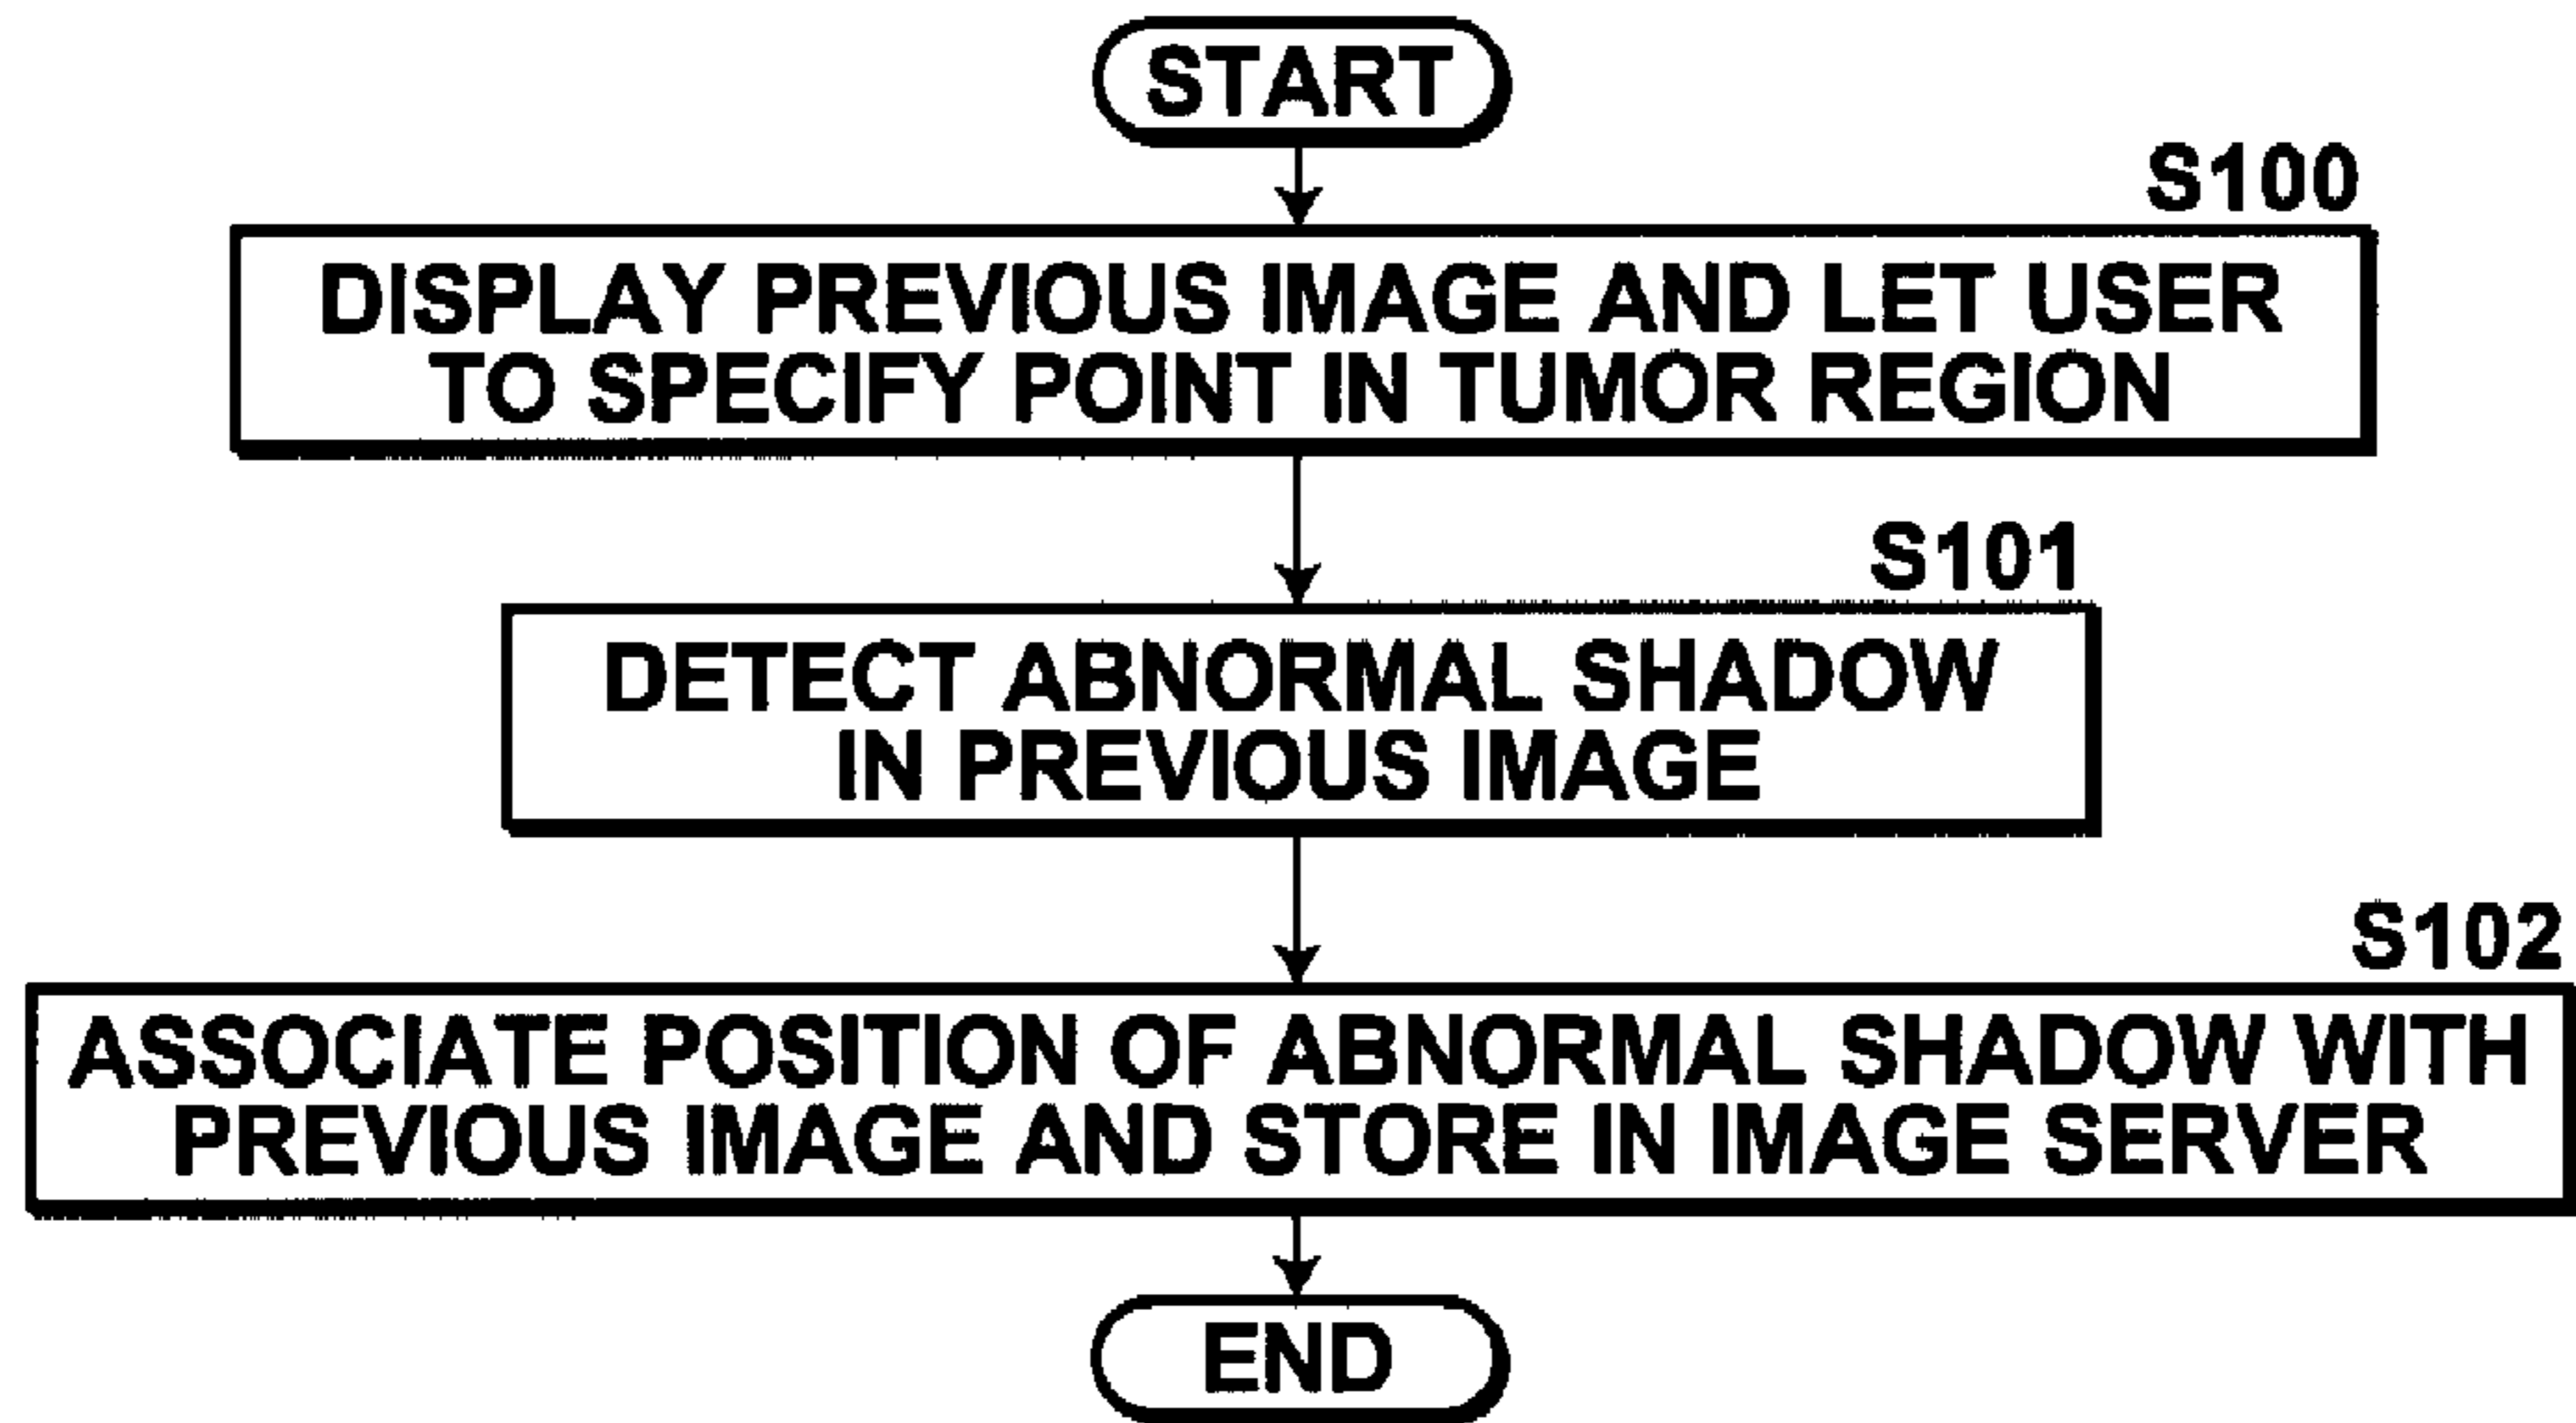 START
S100
DISPLAY PREVIOUS IMAGE AND LET USER
TO SPECIFY POINT IN TUMOR REGION
S101
DETECT ABNORMAL SHADOW
IN PREVIOUS IMAGE
S102
ASSOCIATE POSITION OF ABNORMAL SHADOW WITH
PREVIOUS IMAGE AND STORE IN IMAGE SERVER
END